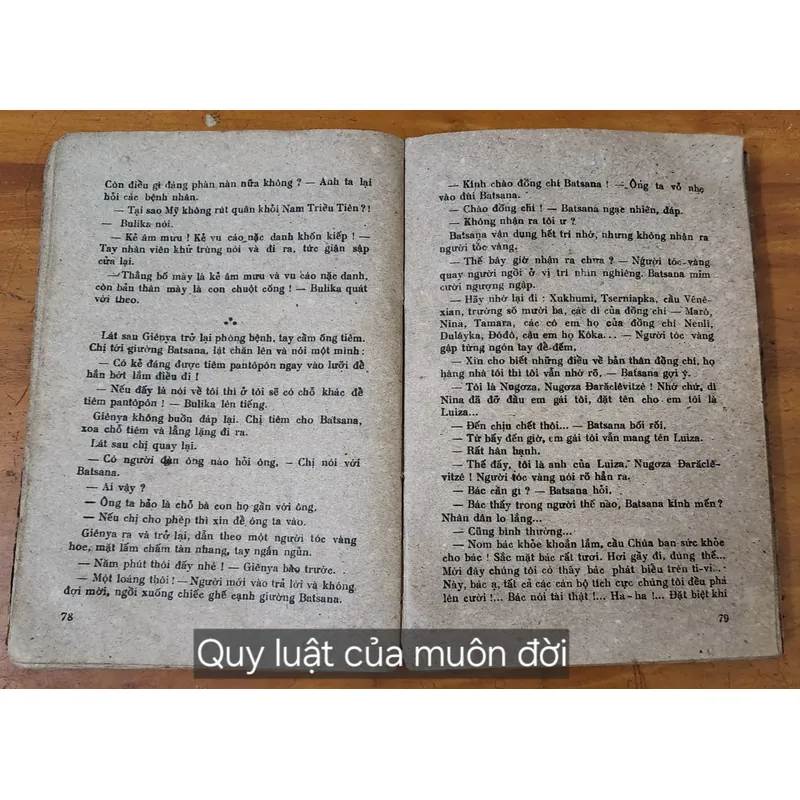 Còn điều gì đáng phàn nàn nữa không ? — Anh ta lại
hỏi các bệnh nhân.
— Tại sao Mỹ không rút quân khỏi Nam Triều Tiên ? !
— Bulika nói.
— Kẻ âm mưu ! Kẻ vu cáo nặc danh khốn kiếp ! —
Tay nhân viên khử trùng nói và đi ra, tức giận sập
cửa lại.
— Thằng bố mày là kẻ âm mưu và vu cáo nặc danh,
còn bản thân mày là con chuột cống ! — Bulika quát
với theo.
Lát sau Giênya trở lại phòng bệnh, tay cầm ống tiêm.
Chị tới giường Batsana, lật chăn lên và nói một mình :
— Có kẻ đáng được tiêm pantôpón ngay vào lưỡi để
hắn bớt lắm điều đi !
— Nếu đấy là nói về tôi thì ở tôi sẽ có chỗ khác để
tiêm pantôpón ! — Bulika lên tiếng.
Giênya không buồn đáp lại. Chị tiêm cho Batsana,
xoa chỗ tiêm và lẳng lặng đi ra.
Lát sau chị quay lại.
— Có người đàn ông nào hỏi ông, — Chị nói với
Batsana.
— Ai vậy ?
— Ông ta bảo là chỗ bà con họ gần với ông,
— Nếu chị cho phép thì xin để ông ta vào.
Giênya ra và trở lại, dẫn theo một người tóc vàng
hoe, mặt lấm chấm tàn nhang, tay ngắn ngủn.
— Năm phút thôi đấy nhé ! — Giênya bảo trước.
— Một loáng thôi ! — Người mới vào trả lời và không
đợi mời, ngồi xuống chiếc ghế cạnh giường Batsana.
78
— Kính chào đồng chí Batsana ! — Ông ta vỗ nhẹ
vào đùi Batsana.
— Chào đồng chí ! — Batsana ngạc nhiên, đáp.
— Không nhận ra tôi ư ?
Batsana vận dụng hết trí nhớ, nhưng không nhận ra
người tóc vàng.
— Thế bây giờ nhận ra chưa ? — Người tóc vàng
quay người ngồi ở vị trí nhìn nghiêng. Batsana mỉm
cười ngượng ngập.
— Hãy nhớ lại đi : Xukhumi, Tserniapka, cầu Vênê-
xian, trường số mười ba, các dì của đồng chí — Marô,
Nina, Tamara, các cô em họ của đồng chí Nenli,
Dulâyka, Đôđô, cậu em họ Kôka... — Người tóc vàng
gập từng ngón tay để đếm.
— Xin cho biết những điều về bản thân đồng chí, họ
hàng nhà tôi thì tôi vẫn nhớ rõ. — Batsana gợi ý.
— Tôi là Nugơza, Nugơza Đarăclêvitzê ! Nhớ chứ, dì
Nina đã đỡ đầu em gái tôi, đặt tên cho em tôi là
Luiza...
— Đến chịu chết thôi... — Batsana bối rối.
— Từ bấy đến giờ, em gái tôi vẫn mang tên Luiza.
— Rất hân hạnh.
— Thế đấy, tôi là anh của Luiza, Nugơza Đarăclê-
vitzê ! Người tóc vàng nói rõ hẳn ra.
— Bác cần gì ? — Batsana hỏi.
— Bác thấy trong người thế nào, Batsana kính mến ?
Nhân dân lo lắng...
— Cũng bình thường...
— Nom bác khỏe khoắn lắm, cầu Chúa ban sức khỏe
cho bác ! Sắc mặt bác rất tươi. Hơi gầy đi, đúng thế...
Mới đây chúng tôi có thấy bác phát biểu trên ti-vi...
Này, bác ạ, tất cả các cán bộ tích cực chúng tôi đều phá
lên cười !... Bác nói tài thật !... Ha-ha !... Đặt biệt khi
79
Quy luật của muôn đời